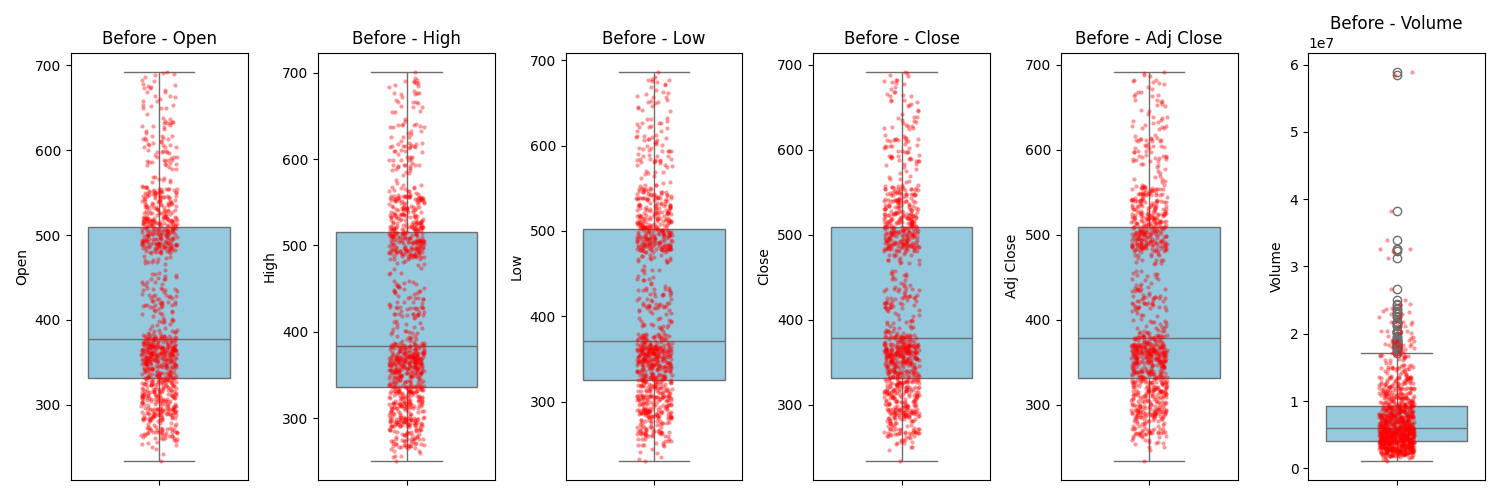 Before - Open
Open
700
600
500
400
300
Before - High
High
700
600
500
400
300
Before - Low
Low
700
600
500
400
300
Before - Close
Close
700
600
500
400
300
Before - Adj Close
Adj Close
700
600
500
400
300
Before - Volume
1e7
Volume
6
5
4
3
2
1
0